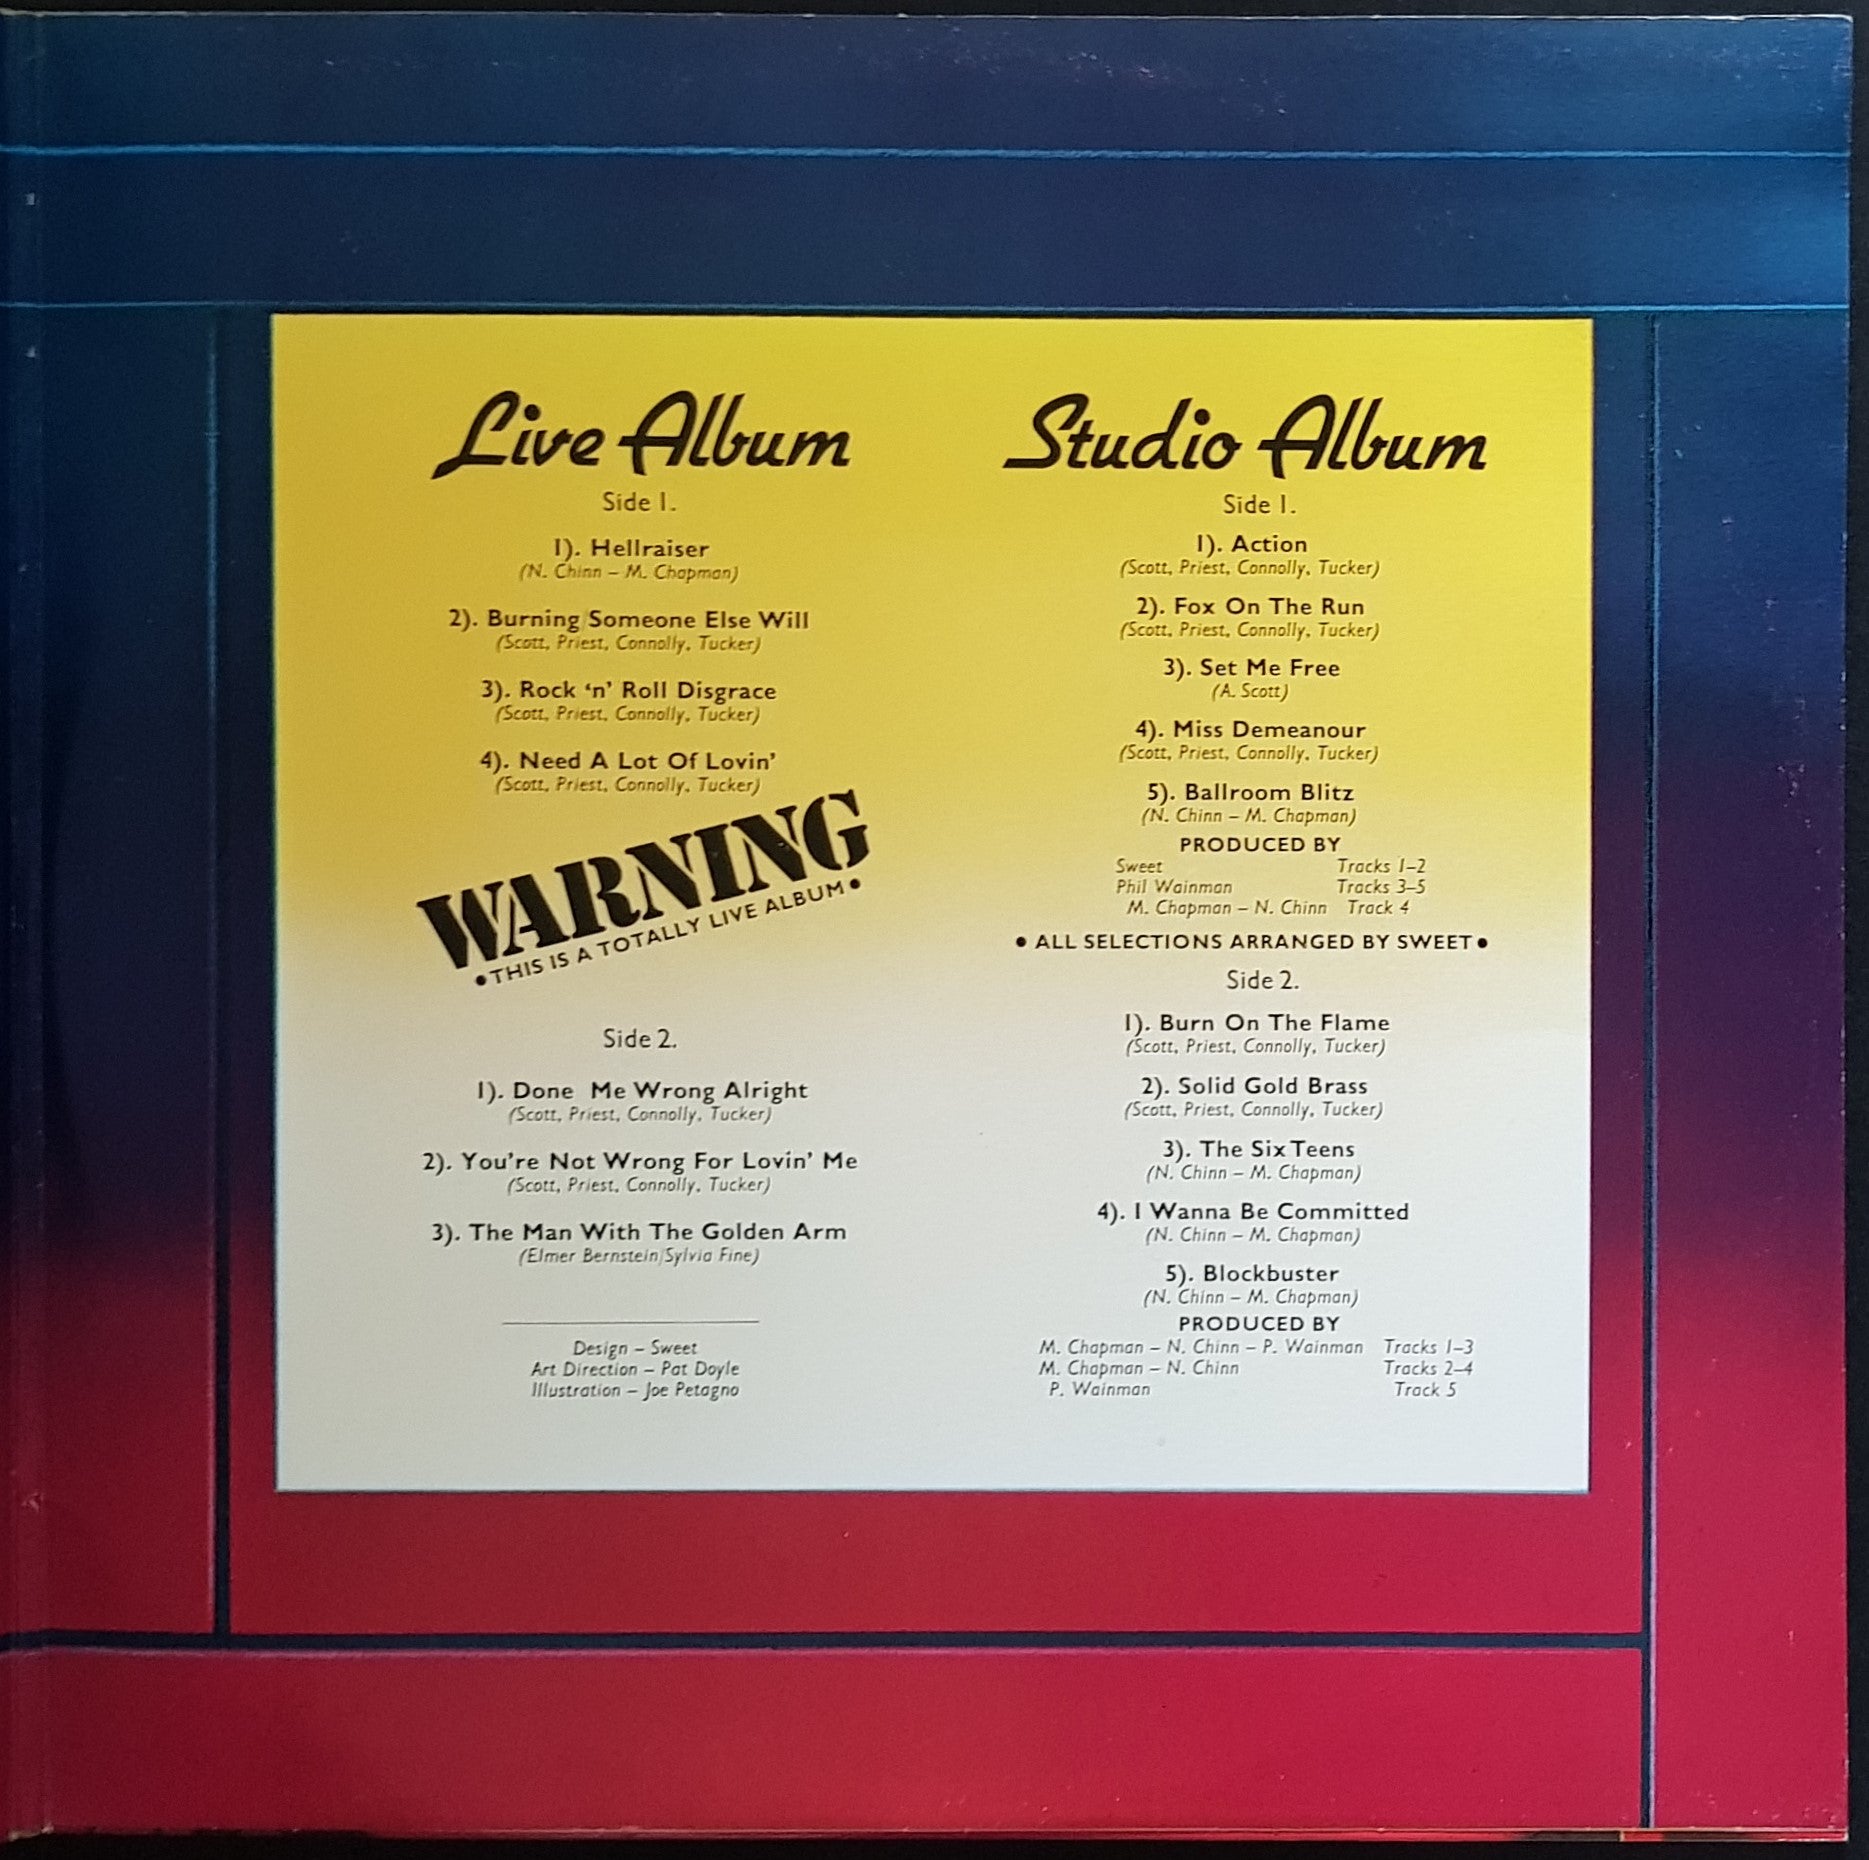 Live Album
Side 1.
1). Hellraiser
(N. Chinn – M. Chapman)
2). Burning/Someone Else Will
(Scott, Priest, Connolly, Tucker)
3). Rock ‘n’ Roll Disgrace
(Scott, Priest, Connolly, Tucker)
4). Need A Lot Of Lovin’
(Scott, Priest, Connolly, Tucker)
WARNING
• THIS IS A TOTALLY LIVE ALBUM •
Side 2.
1). Done Me Wrong Alright
(Scott, Priest, Connolly, Tucker)
2). You’re Not Wrong For Lovin’ Me
(Scott, Priest, Connolly, Tucker)
3). The Man With The Golden Arm
(Elmer Bernstein/Sylvia Fine)
Design – Sweet
Art Direction – Pat Doyle
Illustration – Joe Petagno
Studio Album
Side 1.
1). Action
(Scott, Priest, Connolly, Tucker)
2). Fox On The Run
(Scott, Priest, Connolly, Tucker)
3). Set Me Free
(A. Scott)
4). Miss Demeanour
(Scott, Priest, Connolly, Tucker)
5). Ballroom Blitz
(N. Chinn – M. Chapman)
PRODUCED BY
Sweet Tracks 1–2
Phil Wainman Tracks 3–5
M. Chapman – N. Chinn Track 4
• ALL SELECTIONS ARRANGED BY SWEET •
Side 2.
1). Burn On The Flame
(Scott, Priest, Connolly, Tucker)
2). Solid Gold Brass
(Scott, Priest, Connolly, Tucker)
3). The Six Teens
(N. Chinn – M. Chapman)
4). I Wanna Be Committed
(N. Chinn – M. Chapman)
5). Blockbuster
(N. Chinn – M. Chapman)
PRODUCED BY
M. Chapman – N. Chinn – P. Wainman Tracks 1–3
M. Chapman – N. Chinn Tracks 2–4
P. Wainman Track 5